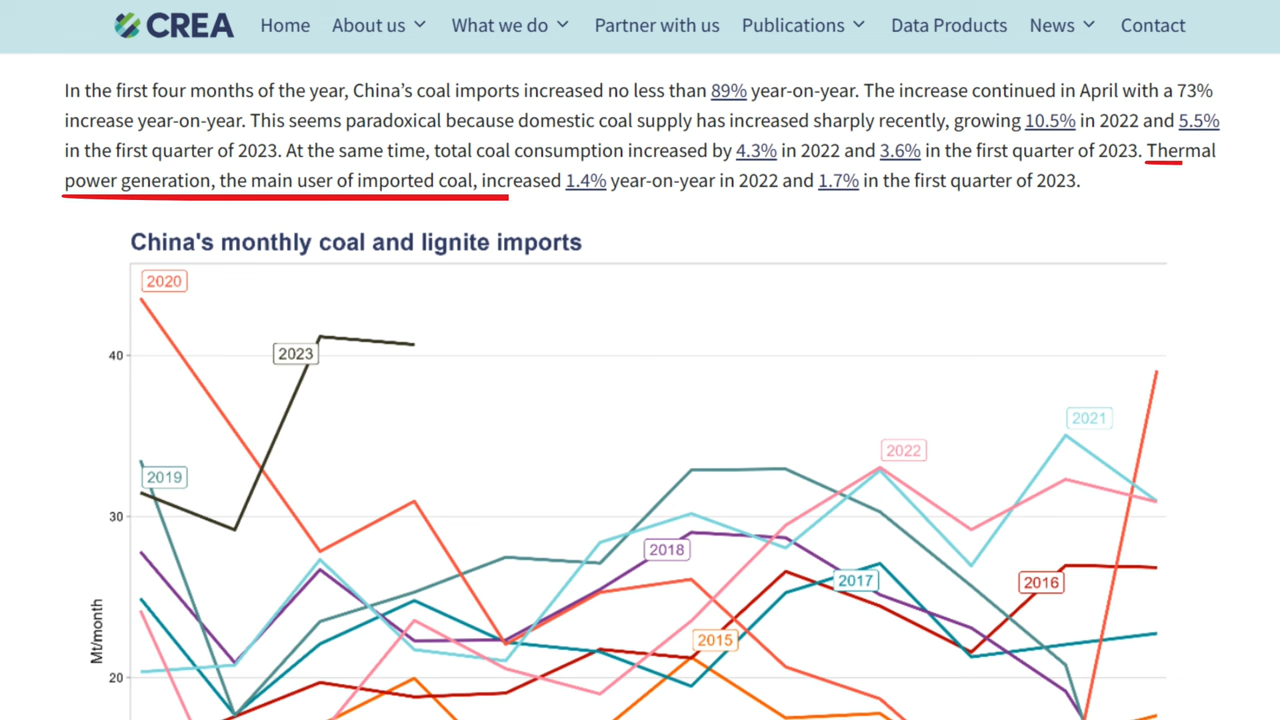 CREA Home About us What we do Partner with us Publications Data Products News Contact
In the first four months of the year, China’s coal imports increased no less than 89% year-on-year. The increase continued in April with a 73%
increase year-on-year. This seems paradoxical because domestic coal supply has increased sharply recently, growing 10.5% in 2022 and 5.5%
in the first quarter of 2023. At the same time, total coal consumption increased by 4.3% in 2022 and 3.6% in the first quarter of 2023. Thermal
power generation, the main user of imported coal, increased 1.4% year-on-year in 2022 and 1.7% in the first quarter of 2023.
China's monthly coal and lignite imports
2020
40
2023
2021
2022
2019
30
2018
2017
2016
2015
Mt/month
20